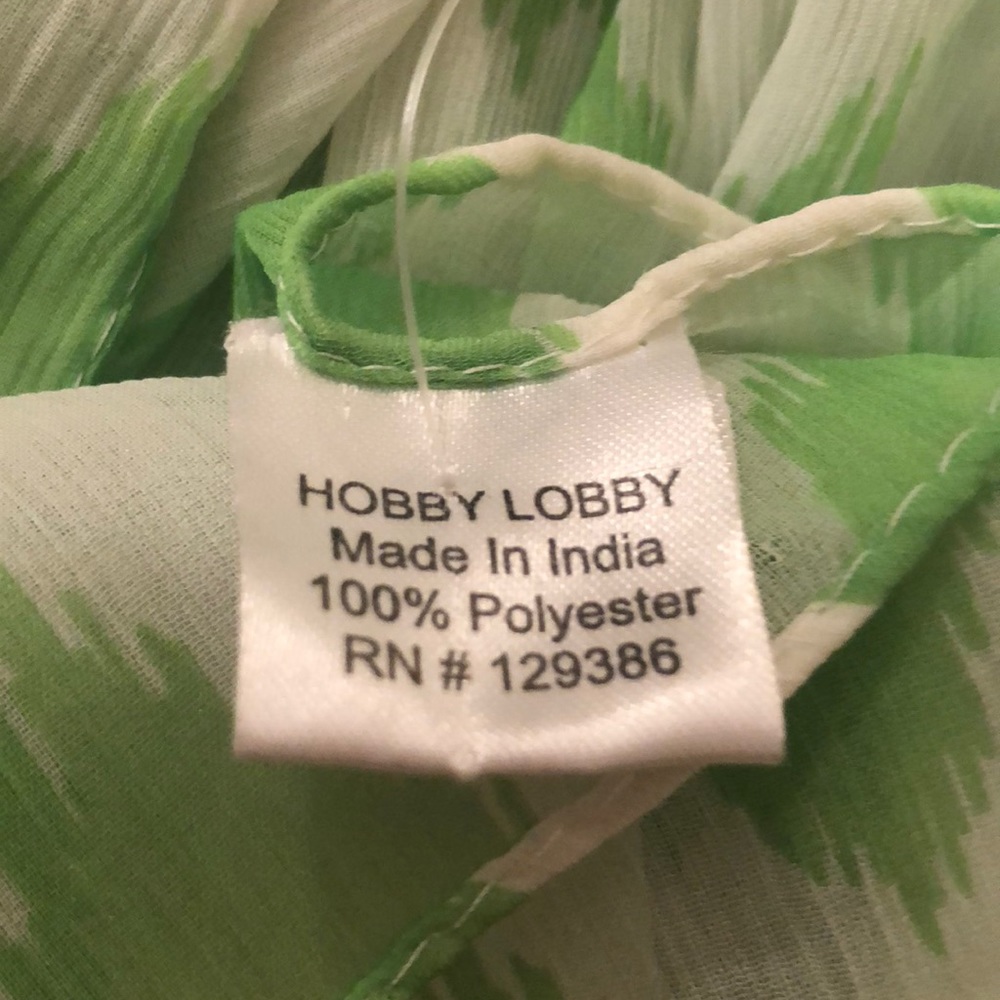 HOBBY LOBBY
Made In India
100% Polyester
RN # 129386